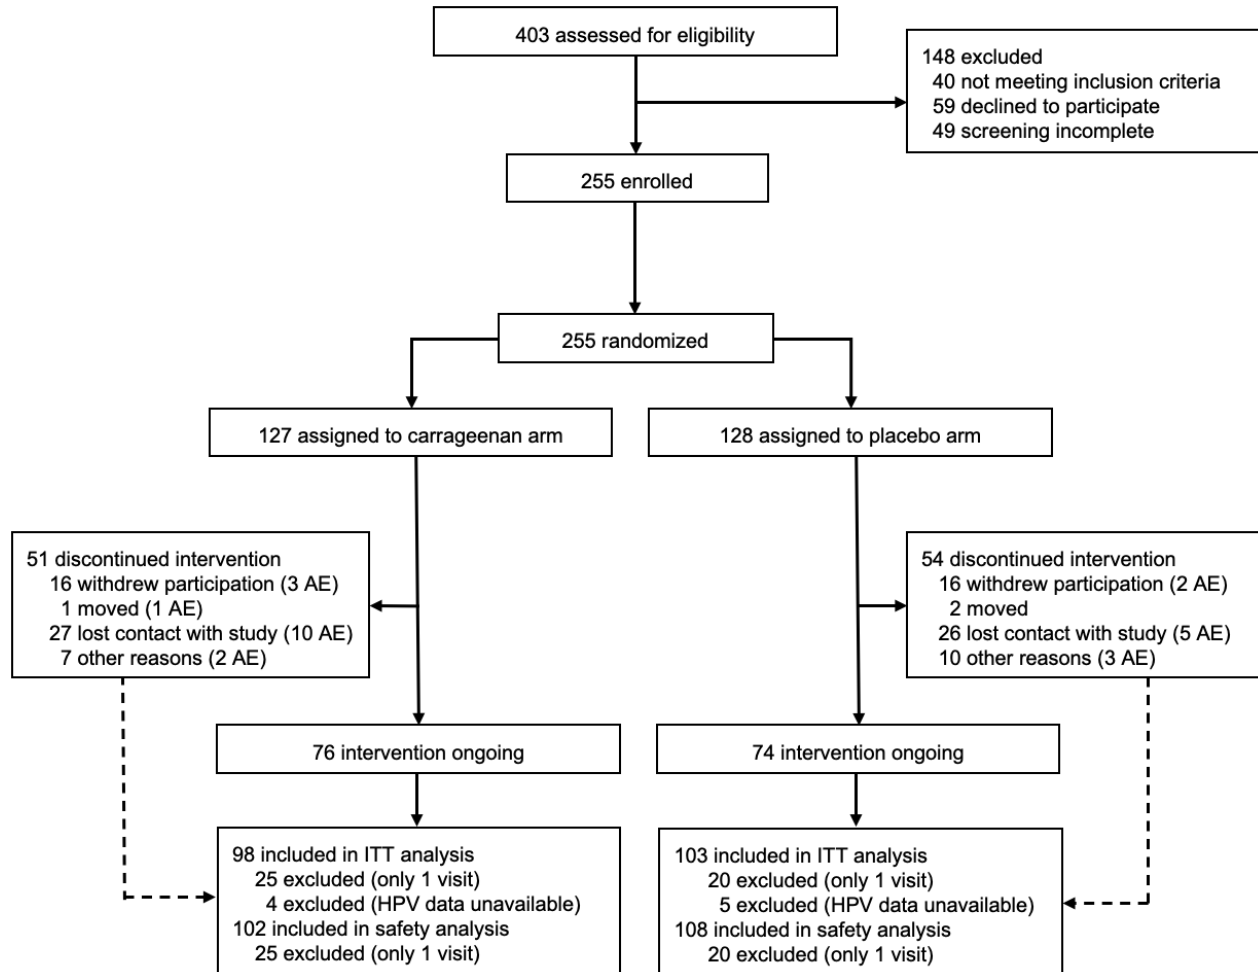 403 assessed for eligibility
148 excluded
40 not meeting inclusion criteria
59 declined to participate
49 screening incomplete
255 enrolled
255 randomized
127 assigned to carrageenan arm
128 assigned to placebo arm
51 discontinued intervention
16 withdrew participation (3 AE)
1 moved (1 AE)
27 lost contact with study (10 AE)
7 other reasons (2 AE)
54 discontinued intervention
16 withdrew participation (2 AE)
2 moved
26 lost contact with study (5 AE)
10 other reasons (3 AE)
76 intervention ongoing
74 intervention ongoing
98 included in ITT analysis
25 excluded (only 1 visit)
4 excluded (HPV data unavailable)
102 included in safety analysis
25 excluded (only 1 visit)
103 included in ITT analysis
20 excluded (only 1 visit)
5 excluded (HPV data unavailable)
108 included in safety analysis
20 excluded (only 1 visit)